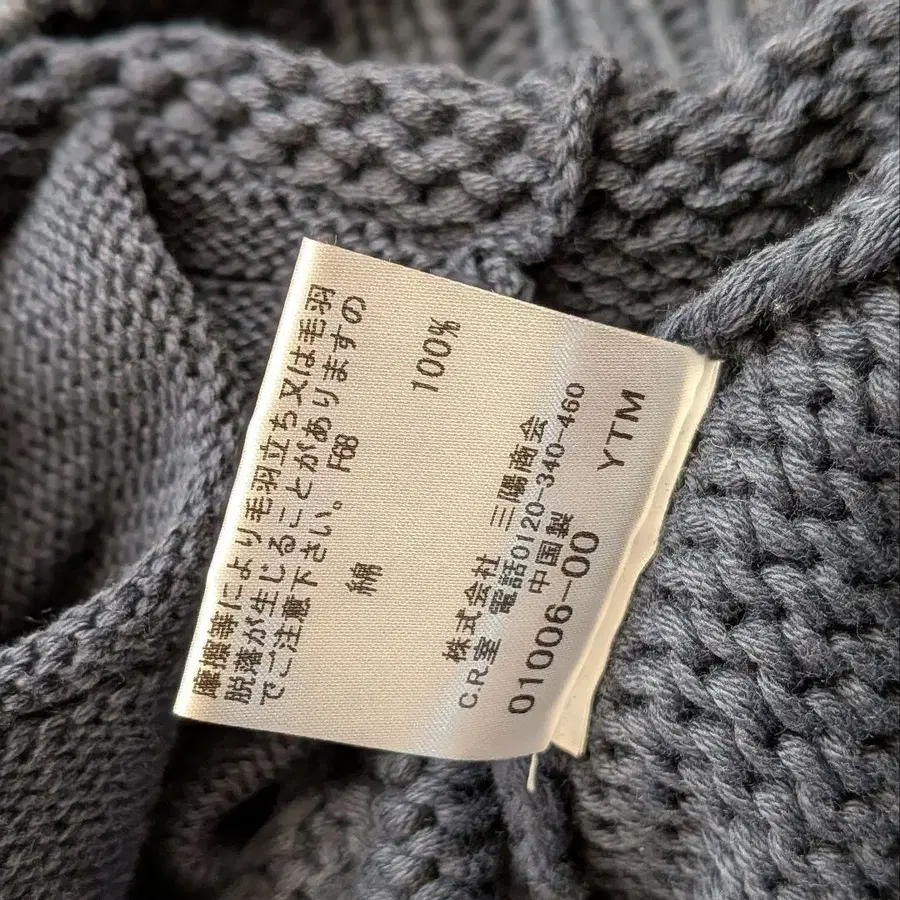 摩擦等により毛羽立ち又は毛羽
脱落が生じることがありますの
でご注意下さい。 F68
綿 100%
株式会社 三陽商会
C.R.室 電話0120-340-460
中国製
01006-00 YTM